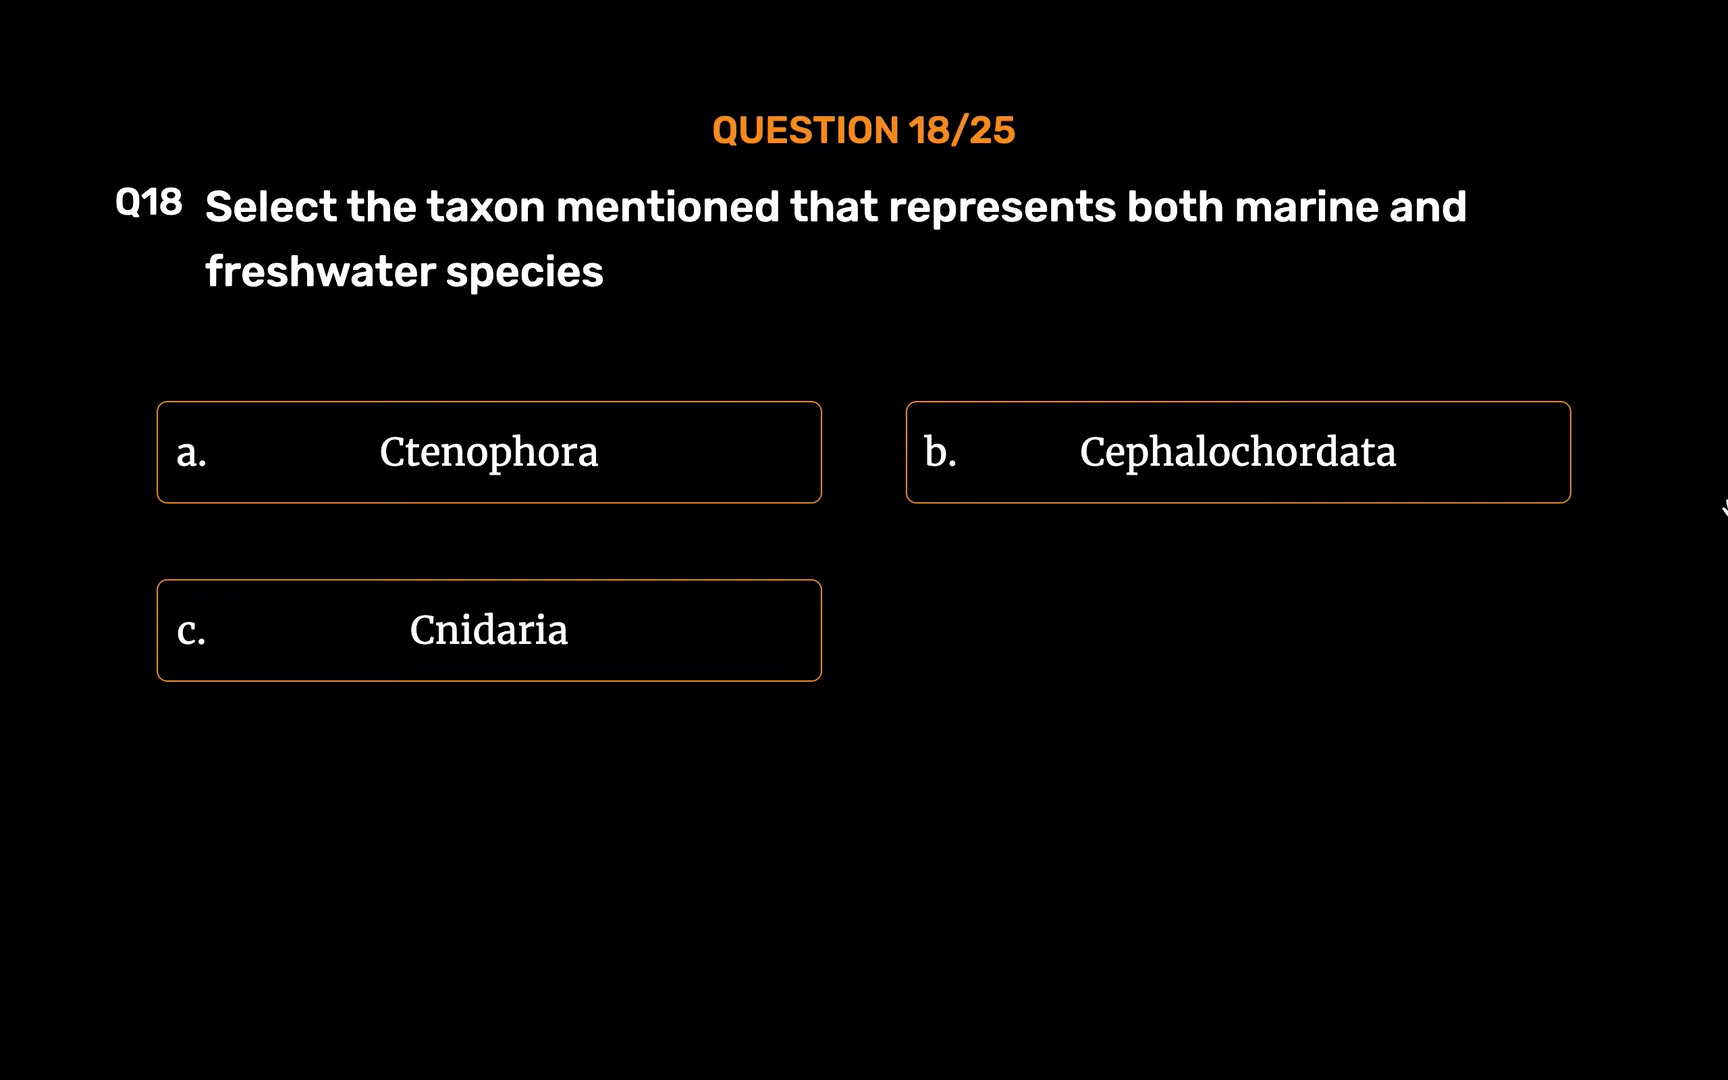 QUESTION 18/25
Q18 Select the taxon mentioned that represents both marine and
freshwater species
a. Ctenophora
b. Cephalochordata
c. Cnidaria